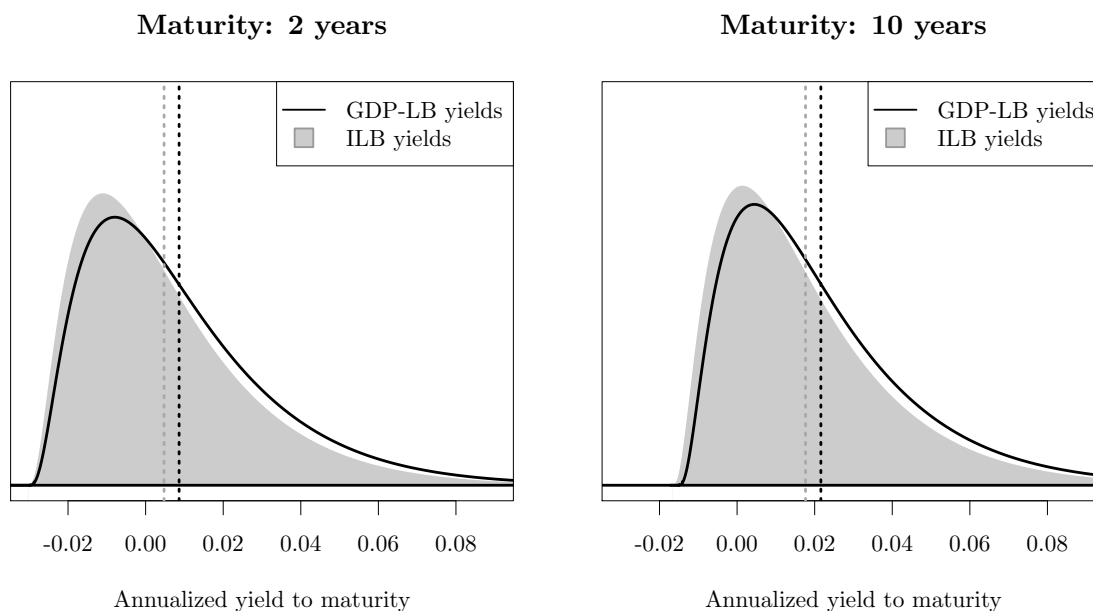 Maturity: 2 years
GDP-LB yields
ILB yields
-0.02 0.00 0.02 0.04 0.06 0.08
Annualized yield to maturity
Maturity: 10 years
GDP-LB yields
ILB yields
-0.02 0.00 0.02 0.04 0.06 0.08
Annualized yield to maturity